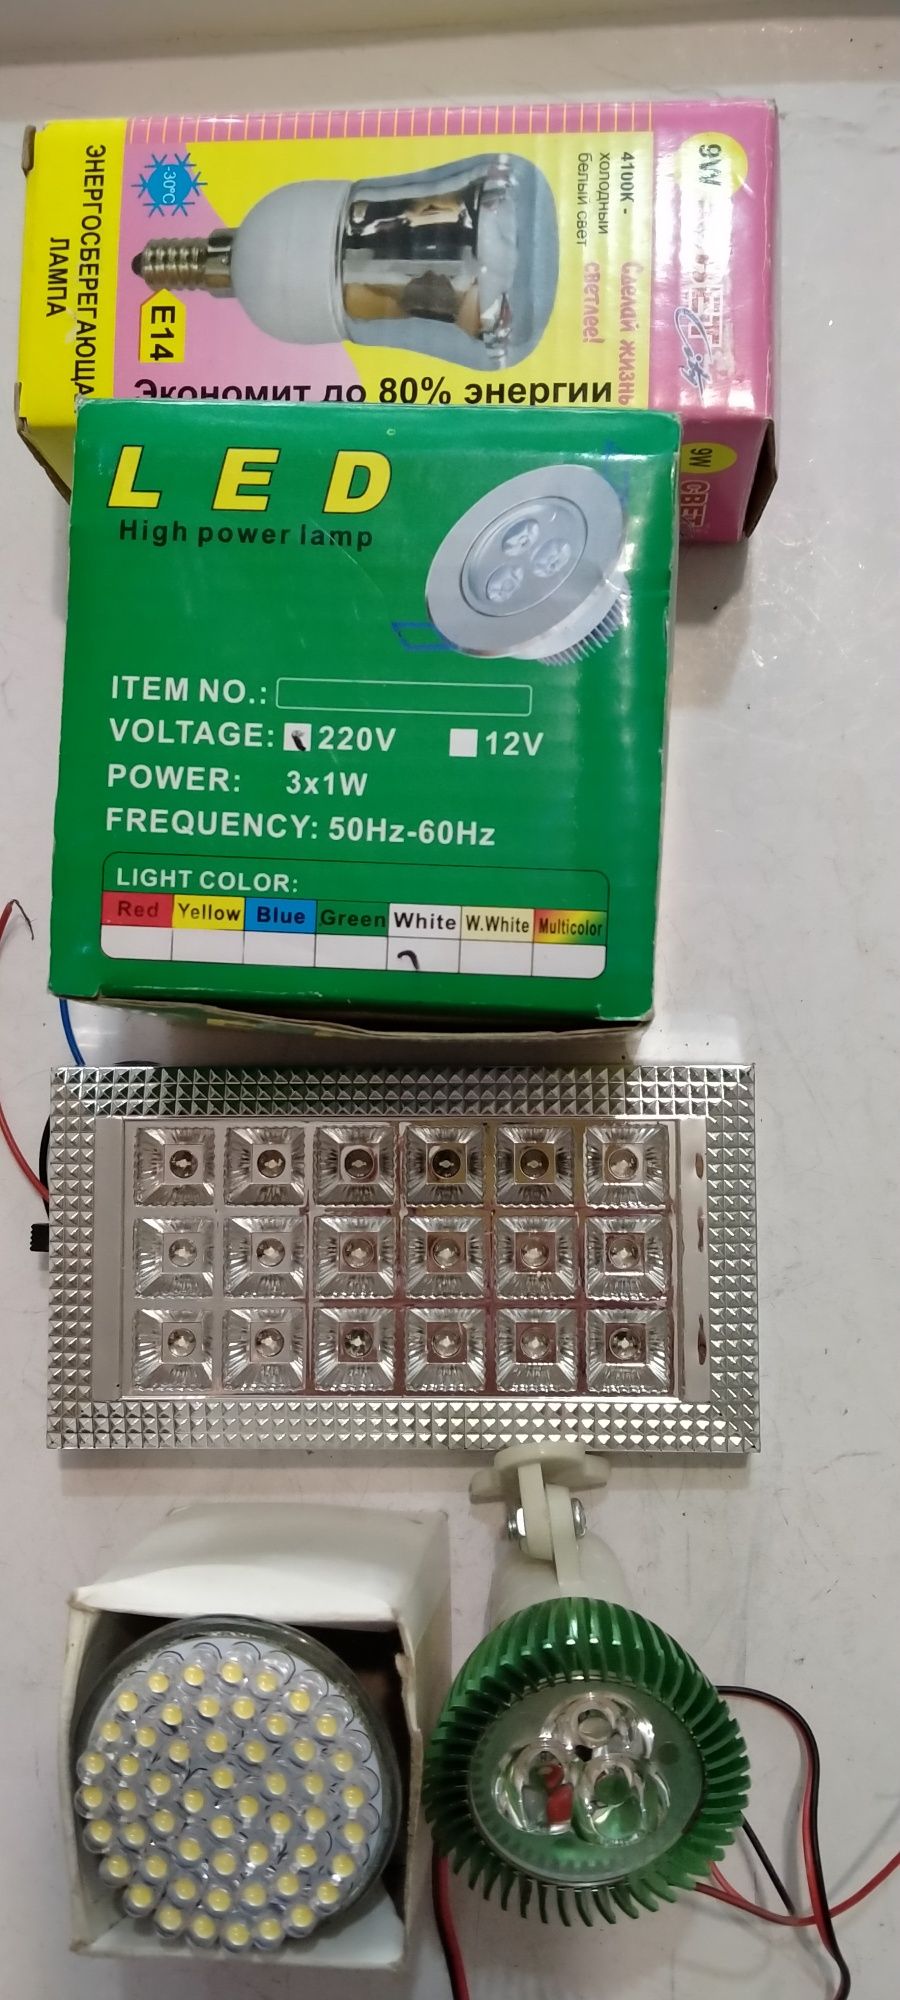 ЭНЕРГОСБЕРЕГАЮЩА
ЛАМПА
-30°C
E14
4100K -
холодный
белый свет
Сделай жизнь
светлее!
9W
Экономит до 80% энергии
9W
СВЕТ
LED
High power lamp
ITEM NO.:
VOLTAGE: 220V 12V
POWER: 3x1W
FREQUENCY: 50Hz-60Hz
LIGHT COLOR:
Red Yellow Blue Green White W.White Multicolor